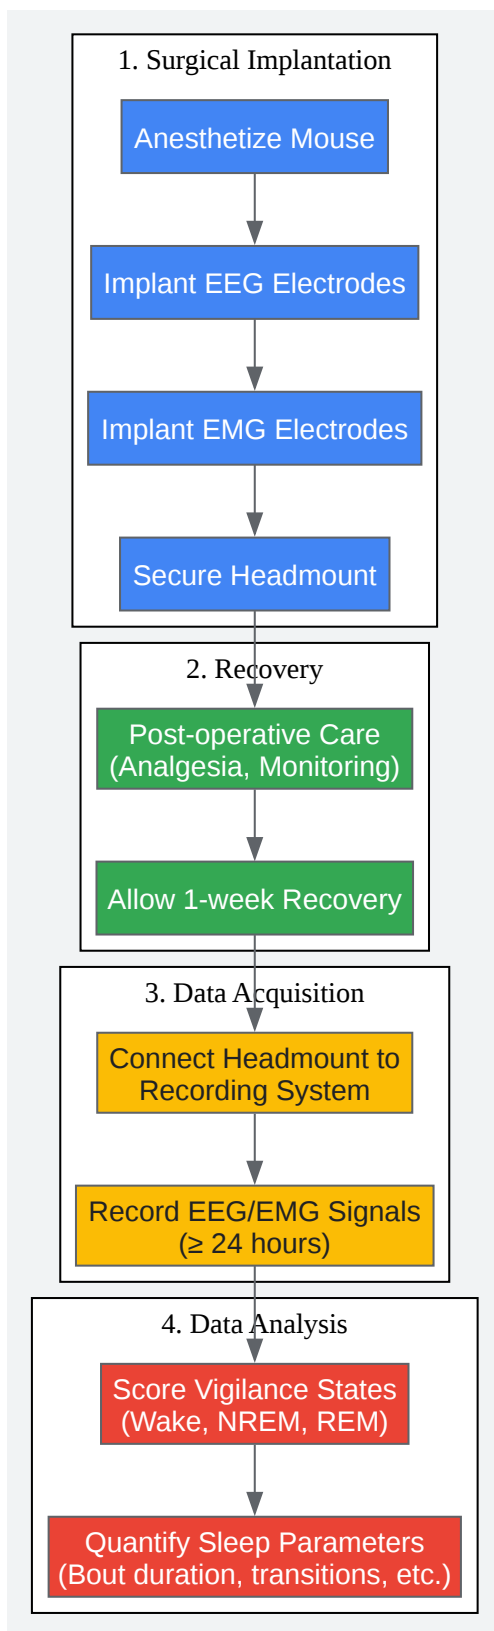 1. Surgical Implantation
Anesthetize Mouse
Implant EEG Electrodes
Implant EMG Electrodes
Secure Headmount
2. Recovery
Post-operative Care
(Analgesia, Monitoring)
Allow 1-week Recovery
3. Data Acquisition
Connect Headmount to
Recording System
Record EEG/EMG Signals
(≥ 24 hours)
4. Data Analysis
Score Vigilance States
(Wake, NREM, REM)
Quantify Sleep Parameters
(Bout duration, transitions, etc.)